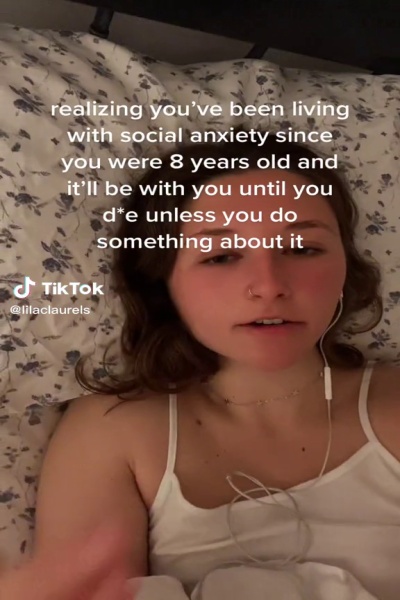 realizing you've been living
with social anxiety since
you were 8 years old and
it'll be with you until you
d*e unless you do
something about it
TikTok
@lilaclaurels